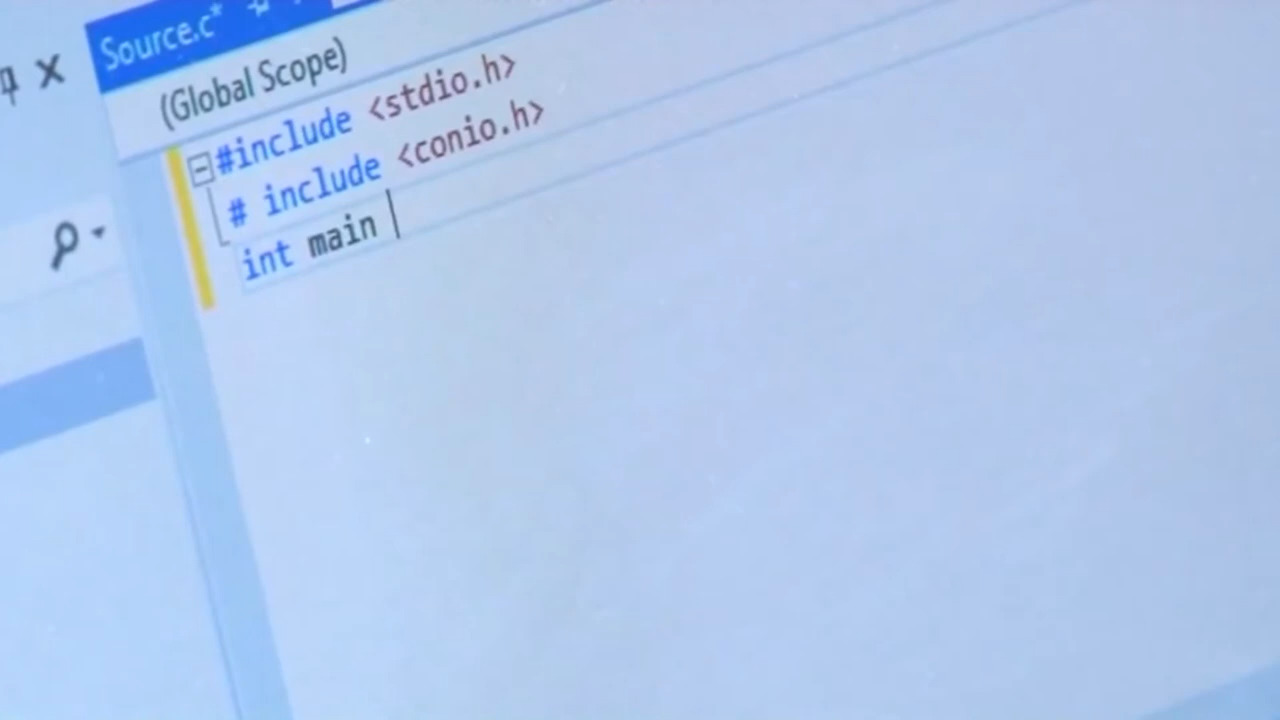 Source.c*
(Global Scope)
#include <stdio.h>
# include <conio.h>
int main